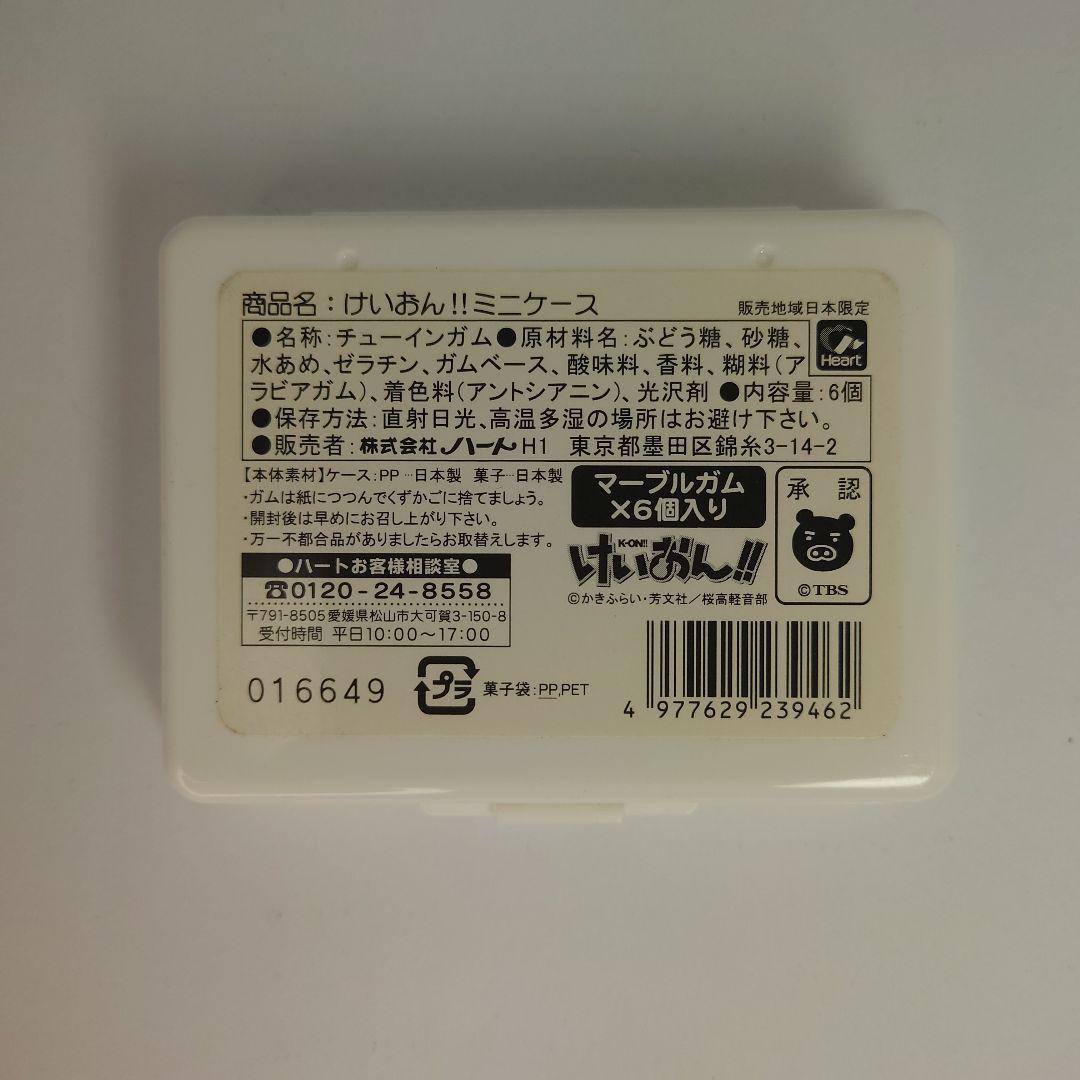 商品名：けいおん!!ミニケース
販売地域日本限定
●名称：チューインガム●原材料名：ぶどう糖、砂糖、
水あめ、ゼラチン、ガムベース、酸味料、香料、糊料（ア
ラビアガム）、着色料（アントシアニン）、光沢剤 ●内容量：6個
●保存方法：直射日光、高温多湿の場所はお避け下さい。
●販売者：株式会社ハート H1 東京都墨田区錦糸3-14-2
Heart
【本体素材】ケース：PP…日本製 菓子…日本製
・ガムは紙につつんでくずかごに捨てましょう。
・開封後は早めにお召し上がり下さい。
・万一不都合品がありましたらお取替えします。
●ハートお客様相談室●
☎0120-24-8558
〒791-8505 愛媛県松山市大可賀3-150-8
受付時間 平日10:00〜17:00
マーブルガム
×6個入り
K-ON!!
けいおん!!
©かきふらい・芳文社／桜高軽音部
承認
©TBS
016649
プラ
菓子袋：PP,PET
4 977629 239462